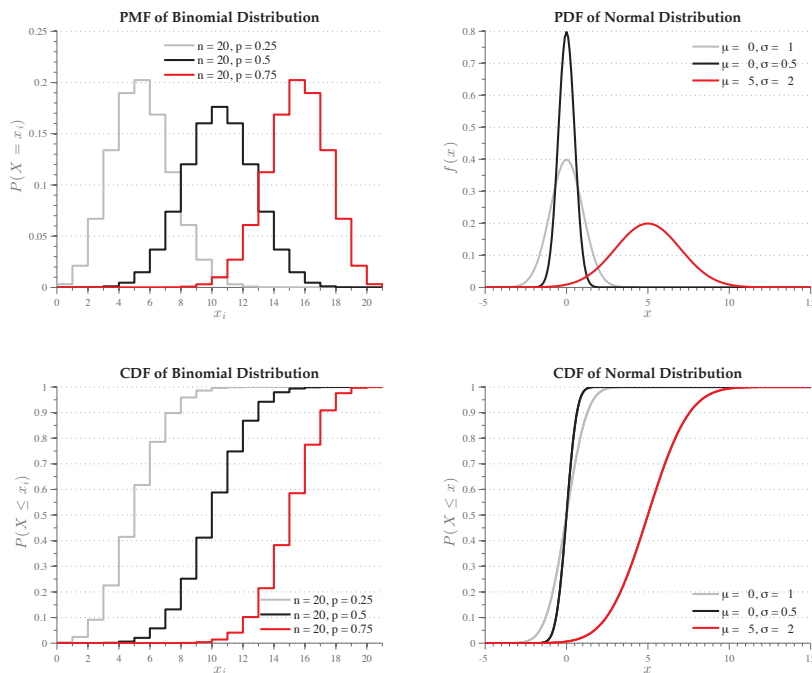 PMF of Binomial Distribution
n = 20, p = 0.25
n = 20, p = 0.5
n = 20, p = 0.75
0.25
0.2
0.15
0.1
0.05
0
P(X = x_i)
0 2 4 6 8 10 12 14 16 18 20
x_i
PDF of Normal Distribution
μ = 0, σ = 1
μ = 0, σ = 0.5
μ = 5, σ = 2
0.8
0.7
0.6
0.5
0.4
0.3
0.2
0.1
0
f(x)
-5 0 5 10 15
x
CDF of Binomial Distribution
1
0.9
0.8
0.7
0.6
0.5
0.4
0.3
0.2
0.1
0
P(X ≤ x_i)
n = 20, p = 0.25
n = 20, p = 0.5
n = 20, p = 0.75
0 2 4 6 8 10 12 14 16 18 20
x_i
CDF of Normal Distribution
1
0.9
0.8
0.7
0.6
0.5
0.4
0.3
0.2
0.1
0
P(X ≤ x)
μ = 0, σ = 1
μ = 0, σ = 0.5
μ = 5, σ = 2
-5 0 5 10 15
x